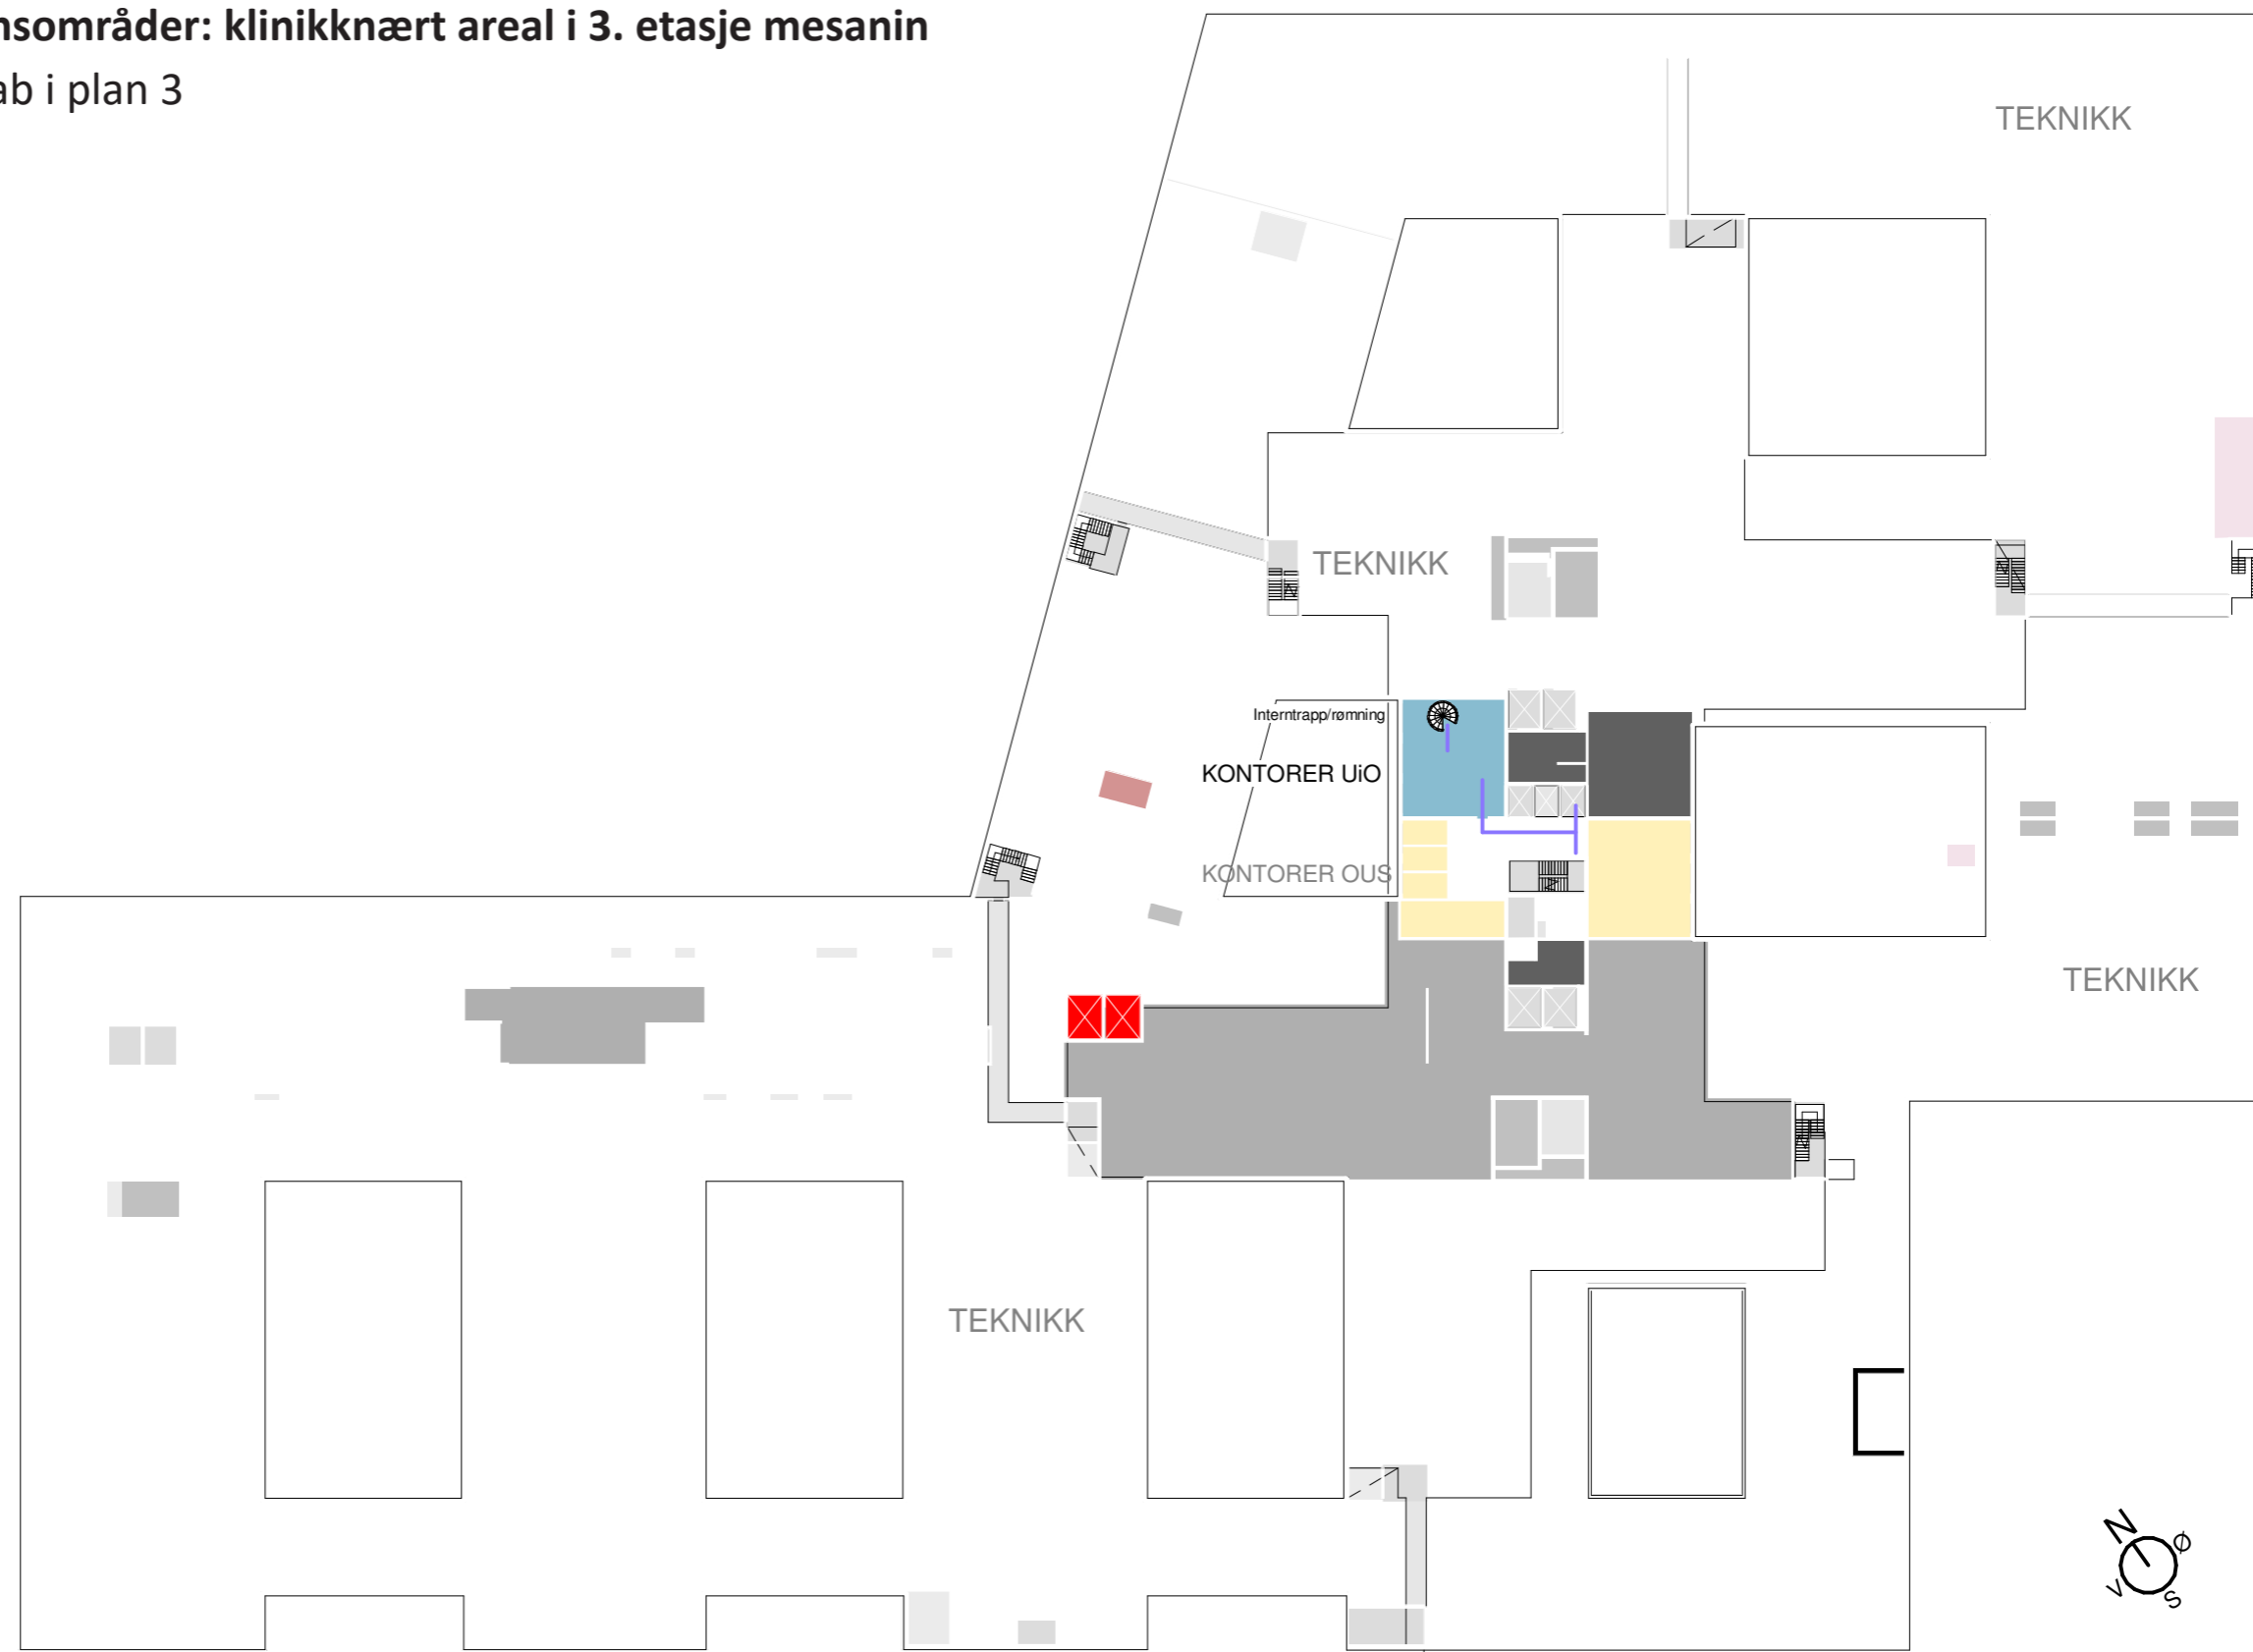 nsområder: klinikknært areal i 3. etasje mesanin
ab i plan 3
TEKNIKK
TEKNIKK
Interntrapp/rømning
KONTORER UiO
KONTORER OUS
TEKNIKK
TEKNIKK
N
Ø
V
S